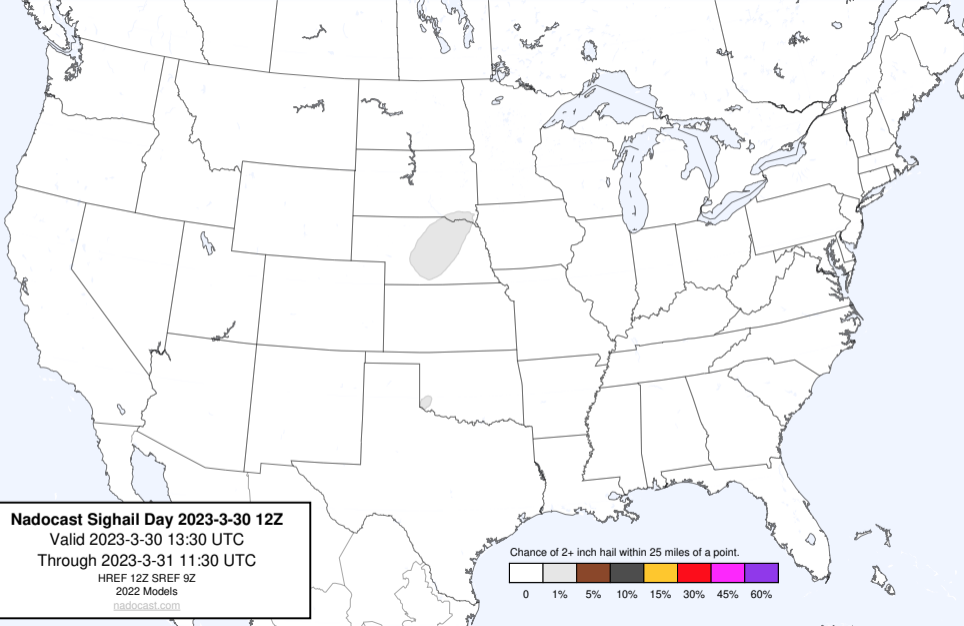 Nadocast Sighail Day 2023-3-30 12Z
Valid 2023-3-30 13:30 UTC
Through 2023-3-31 11:30 UTC
HREF 12Z SREF 9Z
2022 Models
nadocast.com
Chance of 2+ inch hail within 25 miles of a point.
0 1% 5% 10% 15% 30% 45% 60%